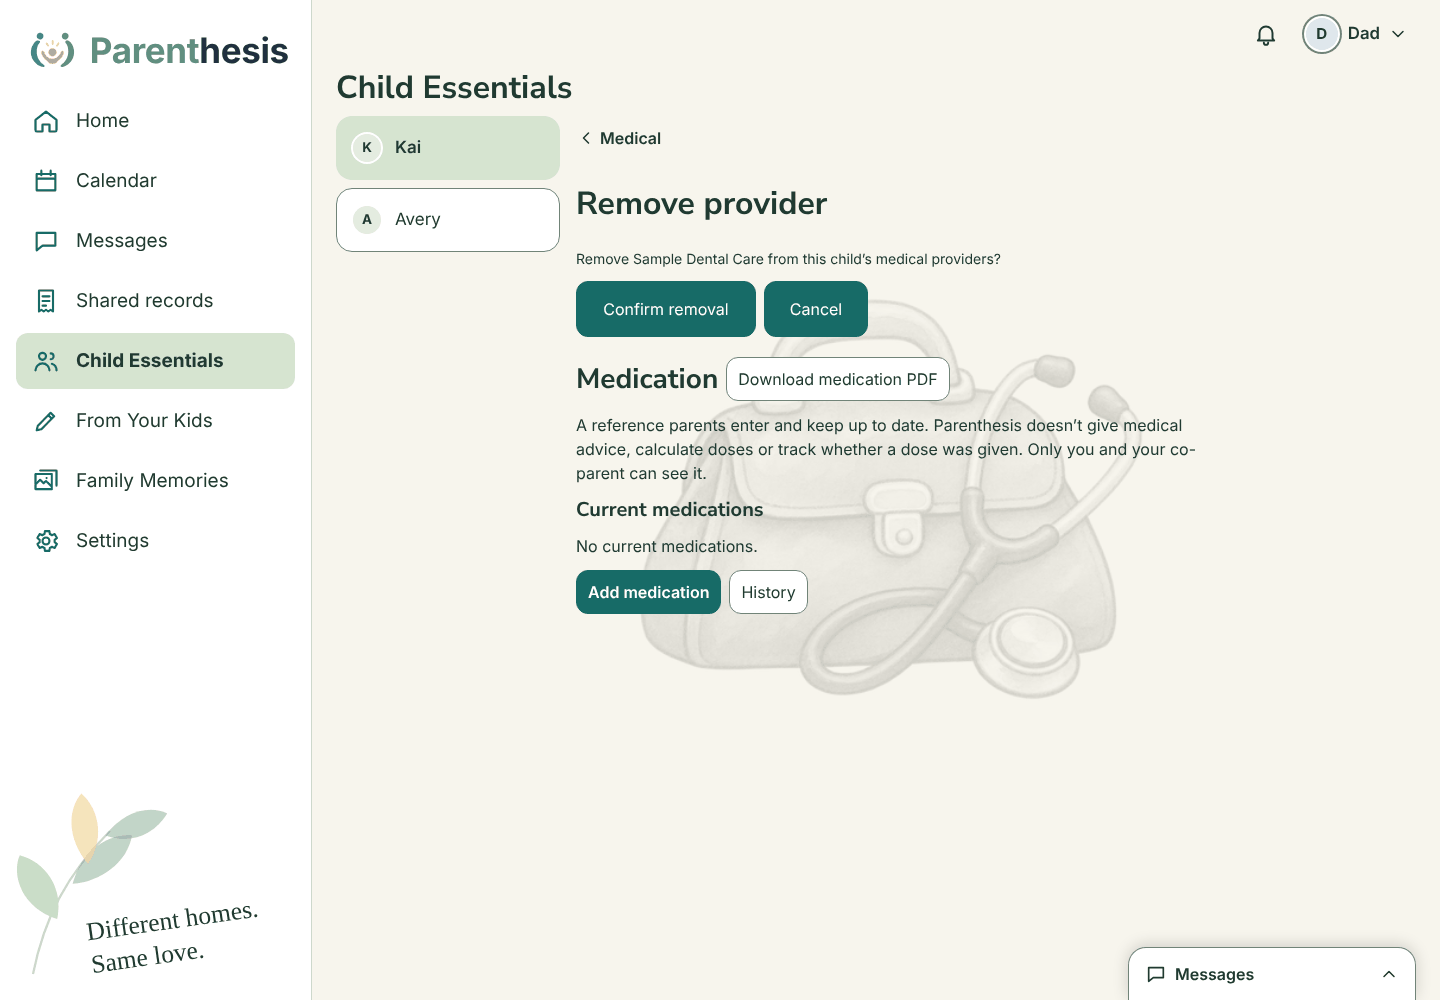 Parenthesis
Home
Calendar
Messages
Shared records
Child Essentials
From Your Kids
Family Memories
Settings
Different homes.
Same love.
D Dad
Child Essentials
K Kai
A Avery
Medical
Remove provider
Remove Sample Dental Care from this child’s medical providers?
Confirm removal Cancel
Medication Download medication PDF
A reference parents enter and keep up to date. Parenthesis doesn’t give medical
advice, calculate doses or track whether a dose was given. Only you and your co-
parent can see it.
Current medications
No current medications.
Add medication History
Messages